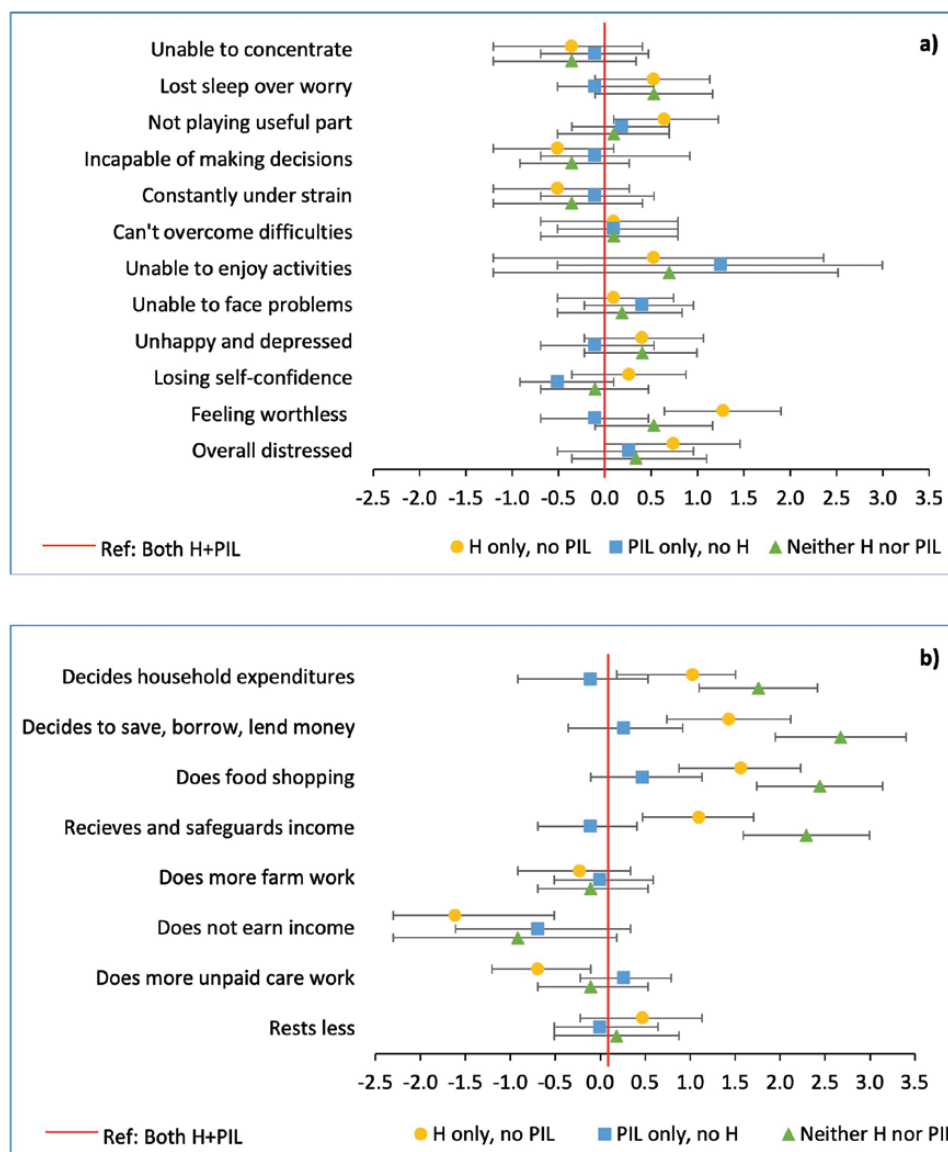 a)
Unable to concentrate
Lost sleep over worry
Not playing useful part
Incapable of making decisions
Constantly under strain
Can't overcome difficulties
Unable to enjoy activities
Unable to face problems
Unhappy and depressed
Losing self-confidence
Feeling worthless
Overall distressed
-2.5 -2.0 -1.5 -1.0 -0.5 0.0 0.5 1.0 1.5 2.0 2.5 3.0 3.5
Ref: Both H+PIL H only, no PIL PIL only, no H Neither H nor PIL
b)
Decides household expenditures
Decides to save, borrow, lend money
Does food shopping
Recieves and safeguards income
Does more farm work
Does not earn income
Does more unpaid care work
Rests less
-2.5 -2.0 -1.5 -1.0 -0.5 0.0 0.5 1.0 1.5 2.0 2.5 3.0 3.5
Ref: Both H+PIL H only, no PIL PIL only, no H Neither H nor PIL